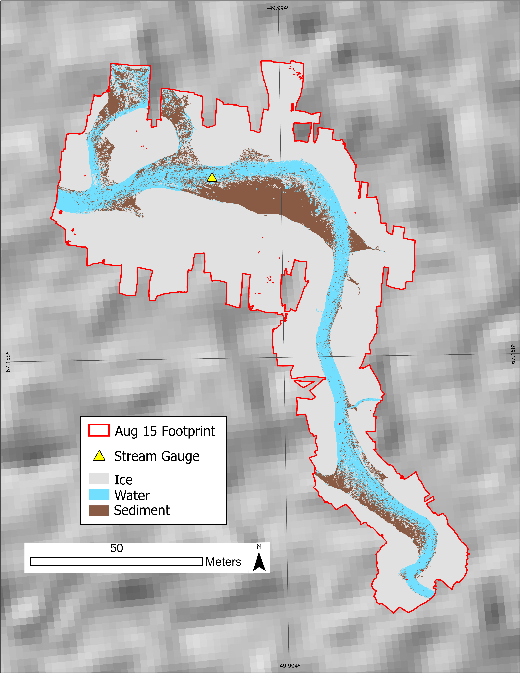 Aug 15 Footprint
Stream Gauge
Ice
Water
Sediment
50
Meters
N